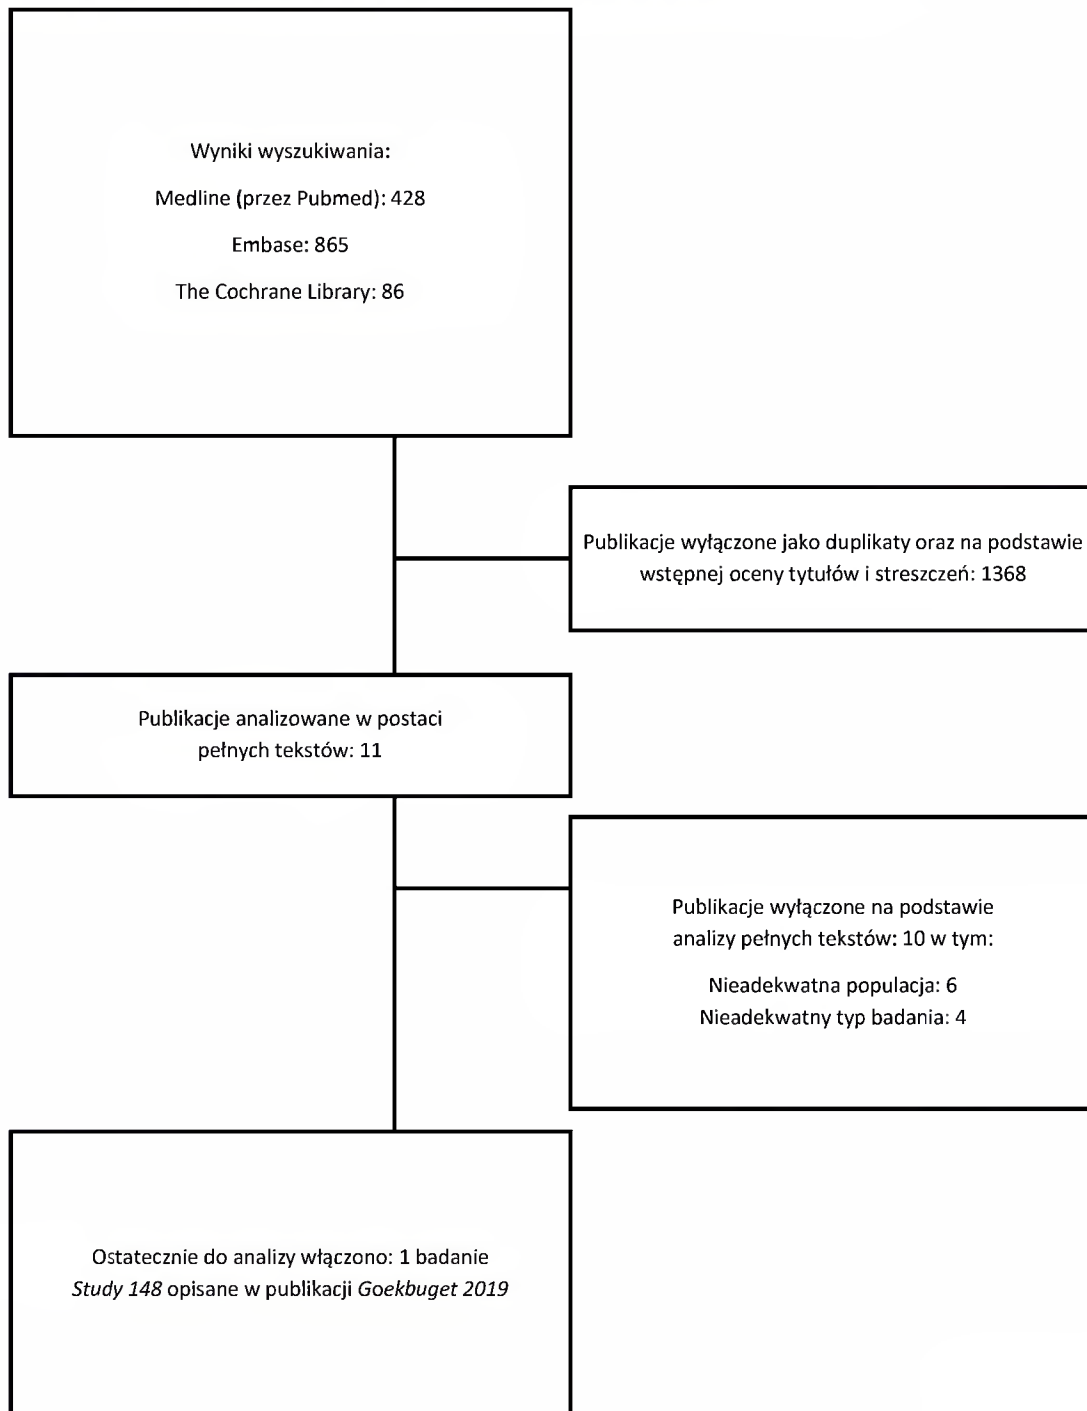 Wyniki wyszukiwania:
Medline (przez Pubmed): 428
Embase: 865
The Cochrane Library: 86
Publikacje wyłączone jako duplikaty oraz na podstawie
wstępnej oceny tytułów i streszczeń: 1368
Publikacje analizowane w postaci
pełnych tekstów: 11
Publikacje wyłączone na podstawie
analizy pełnych tekstów: 10 w tym:
Nieadekwatna populacja: 6
Nieadekwatny typ badania: 4
Ostatecznie do analizy włączono: 1 badanie
Study 148 opisane w publikacji Goekbuget 2019